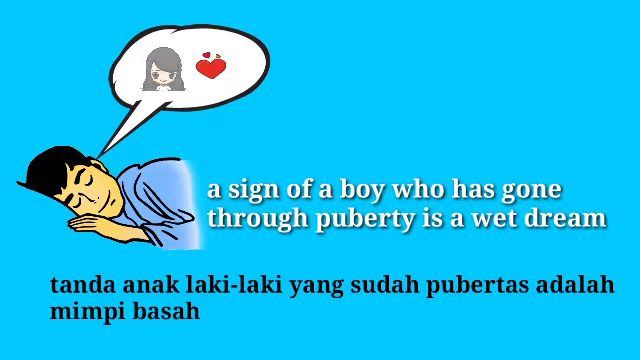 a sign of a boy who has gone
through puberty is a wet dream
tanda anak laki-laki yang sudah pubertas adalah
mimpi basah